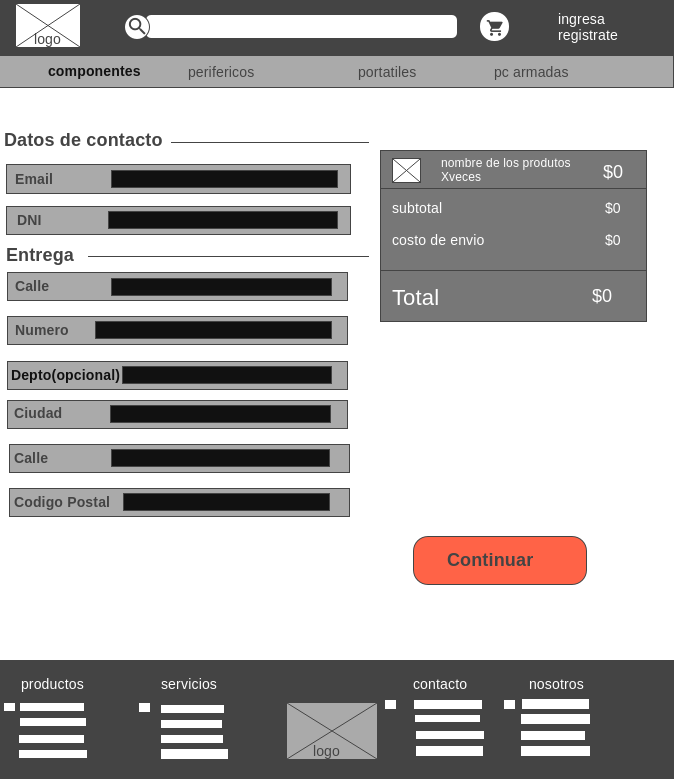 logo
ingresa
registrate
componentes
perifericos
portatiles
pc armadas
Datos de contacto
Email
DNI
Entrega
Calle
Numero
Depto(opcional)
Ciudad
Calle
Codigo Postal
nombre de los produtos
Xveces
$0
subtotal $0
costo de envio $0
Total $0
Continuar
productos
servicios
logo
contacto
nosotros